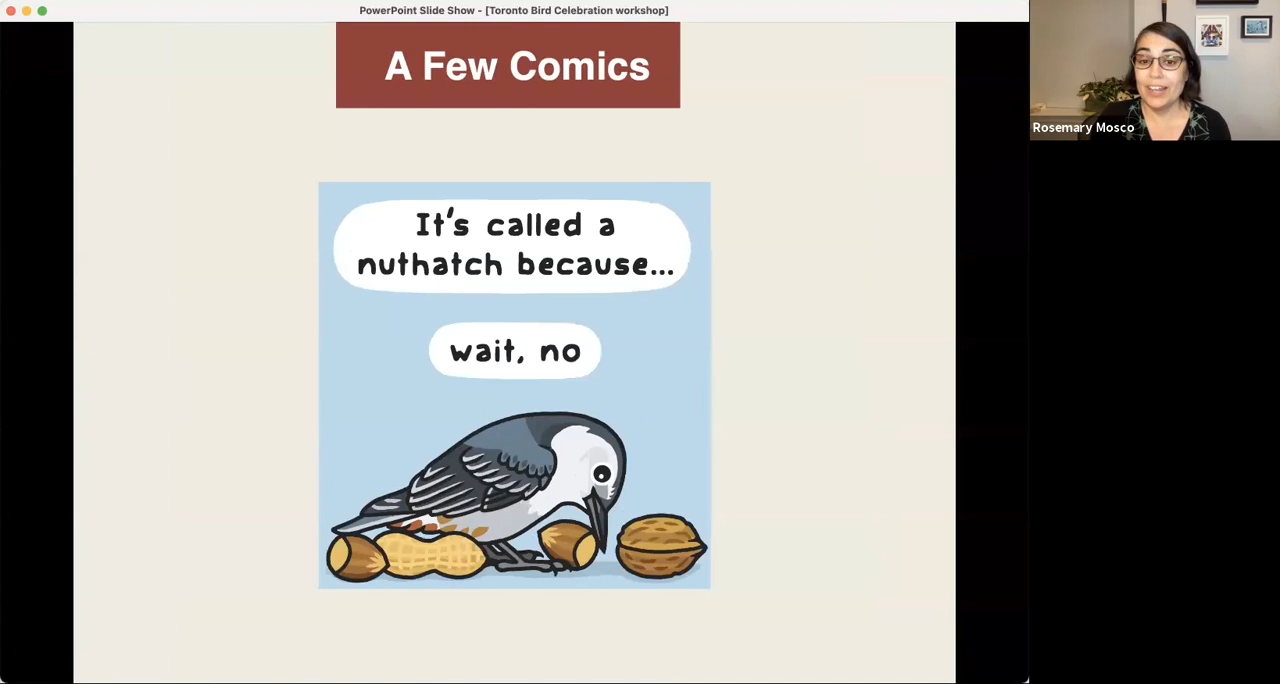 PowerPoint Slide Show - [Toronto Bird Celebration workshop]
A Few Comics
It's called a
nuthatch because...
wait, no
Rosemary Mosco